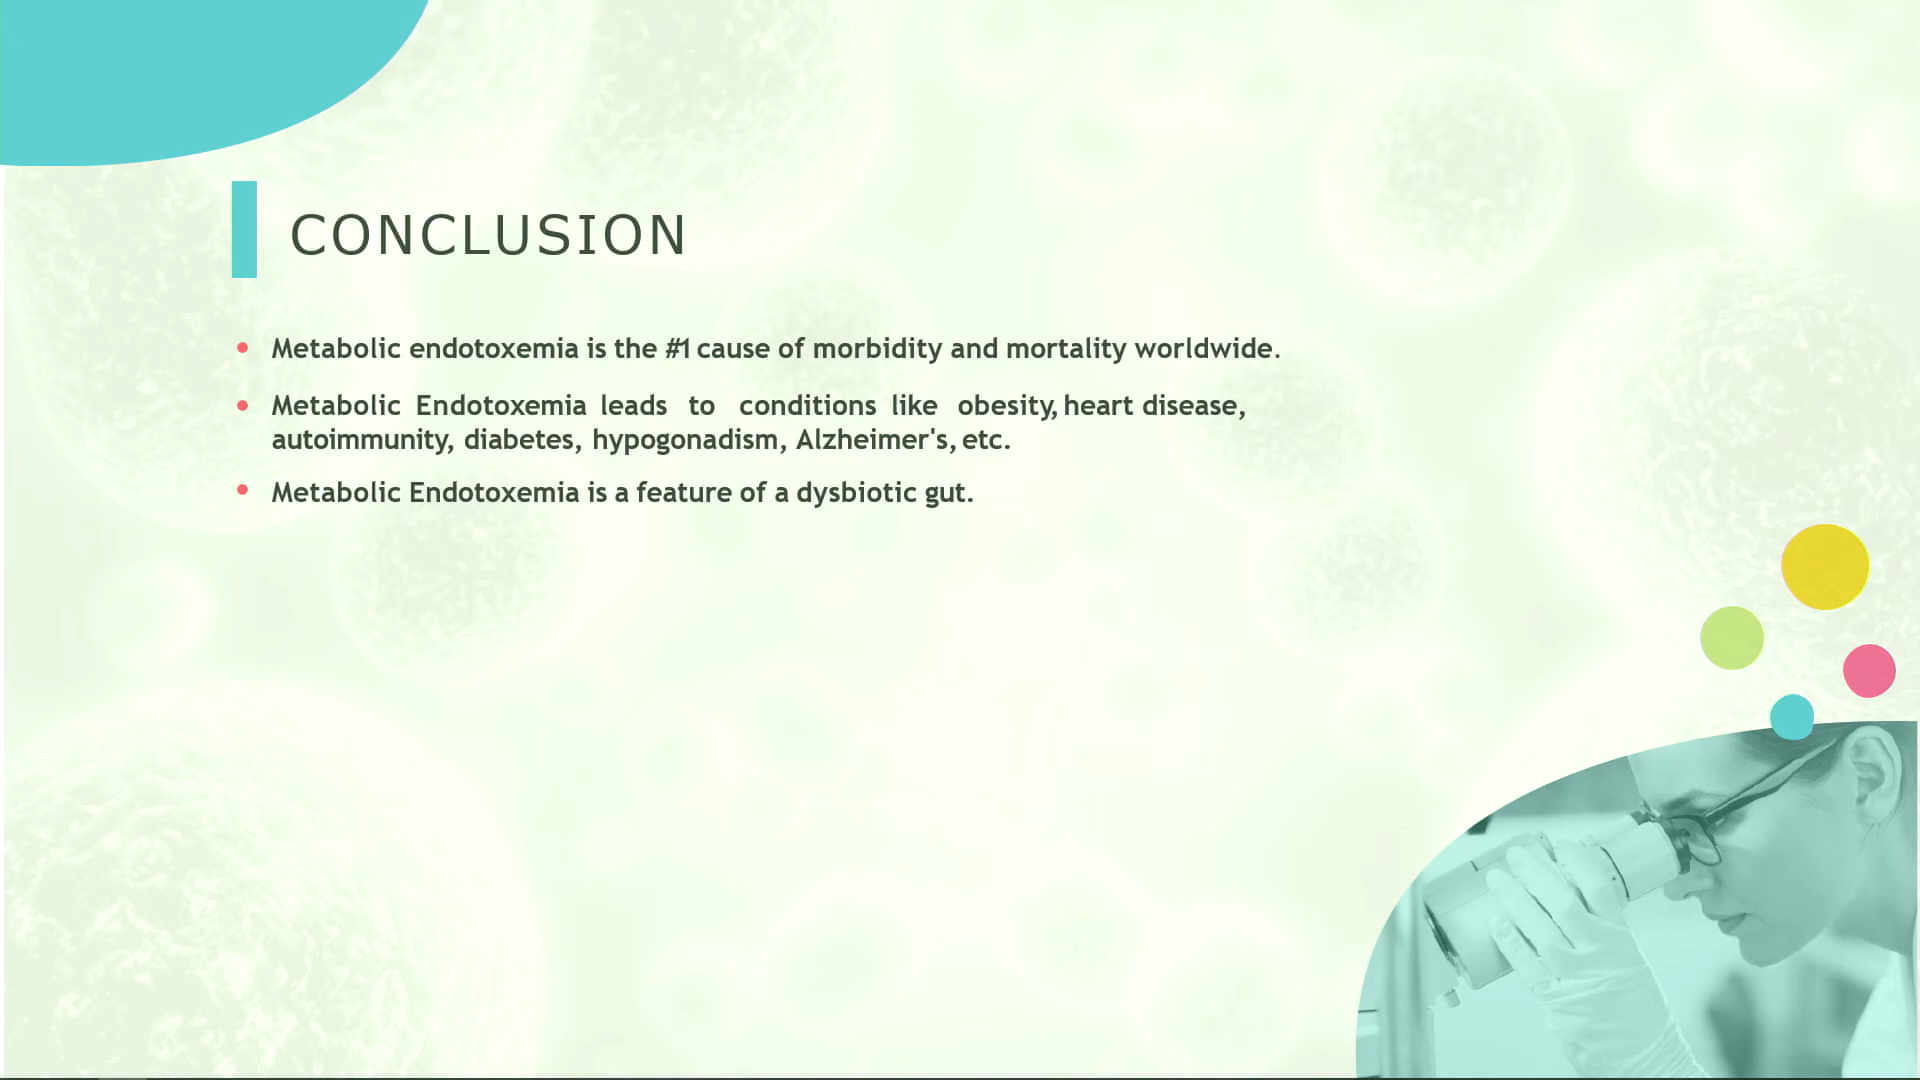 CONCLUSION
Metabolic endotoxemia is the #1 cause of morbidity and mortality worldwide.
Metabolic Endotoxemia leads to conditions like obesity, heart disease,
autoimmunity, diabetes, hypogonadism, Alzheimer's, etc.
Metabolic Endotoxemia is a feature of a dysbiotic gut.